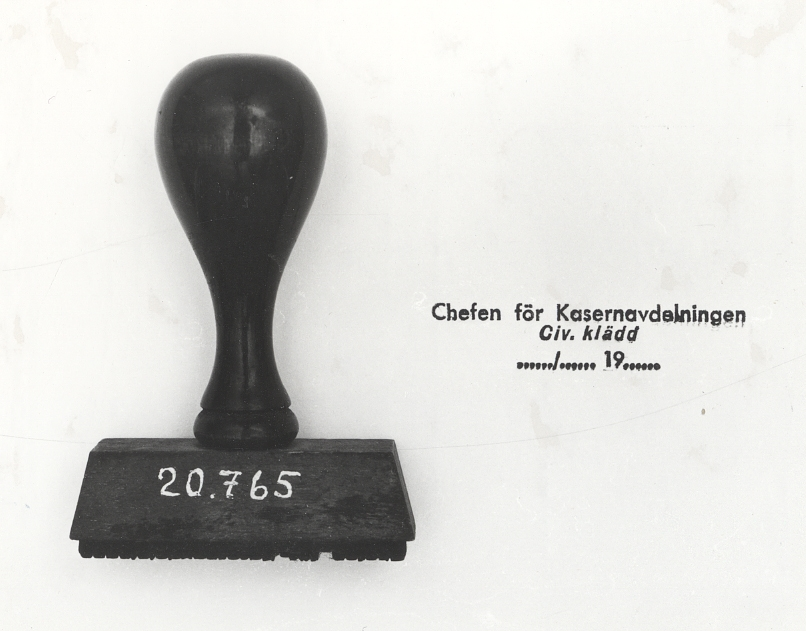 20.765
Chefen för Kasernavdelningen
Civ. klädd
....../...... 19......